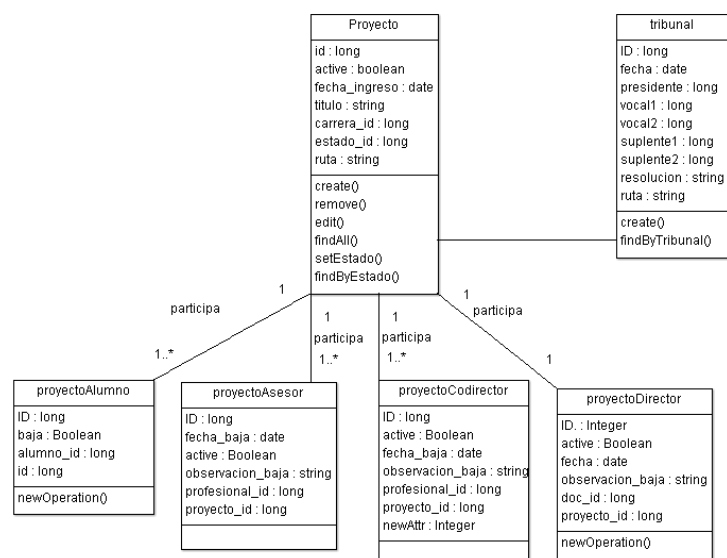 Proyecto
id : long
active : boolean
fecha_ingreso : date
titulo : string
carrera_id : long
estado_id : long
ruta : string
create()
remove()
edit()
findAll()
setEstado()
findByEstado()
tribunal
ID : long
fecha : date
presidente : long
vocal1 : long
vocal2 : long
suplente1 : long
suplente2 : long
resolucion : string
ruta : string
create()
findByTribunal()
1
participa
1..*
1
participa
1..*
1
participa
1..*
1
participa
1
proyectoAlumno
ID : long
baja : Boolean
alumno_id : long
id : long
newOperation()
proyectoAsesor
ID : long
fecha_baja : date
active : Boolean
observacion_baja : string
profesional_id : long
proyecto_id : long
proyectoCodirector
ID : long
active : Boolean
fecha_baja : date
observacion_baja : string
profesional_id : long
proyecto_id : long
newAttr : Integer
proyectoDirector
ID. : Integer
active : Boolean
fecha : date
observacion_baja : string
doc_id : long
proyecto_id : long
newOperation()